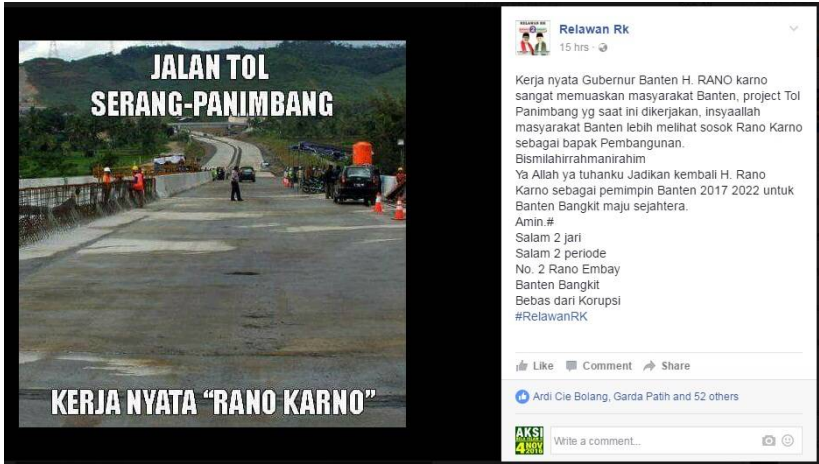 JALAN TOL
SERANG-PANIMBANG
KERJA NYATA “RANO KARNO”
Relawan Rk
15 hrs ·
Kerja nyata Gubernur Banten H. RANO karno
sangat memuaskan masyarakat Banten, project Tol
Panimbang yg saat ini dikerjakan, insyaallah
masyarakat Banten lebih melihat sosok Rano Karno
sebagai bapak Pembangunan.
Bismilahirrahmanirahim
Ya Allah ya tuhanku Jadikan kembali H. Rano
Karno sebagai pemimpin Banten 2017 2022 untuk
Banten Bangkit maju sejahtera.
Amin.#
Salam 2 jari
Salam 2 periode
No. 2 Rano Embay
Banten Bangkit
Bebas dari Korupsi
#RelawanRK
Like Comment Share
Ardi Cie Bolang, Garda Patih and 52 others
AKSI
4 NOV
2016
Write a comment...